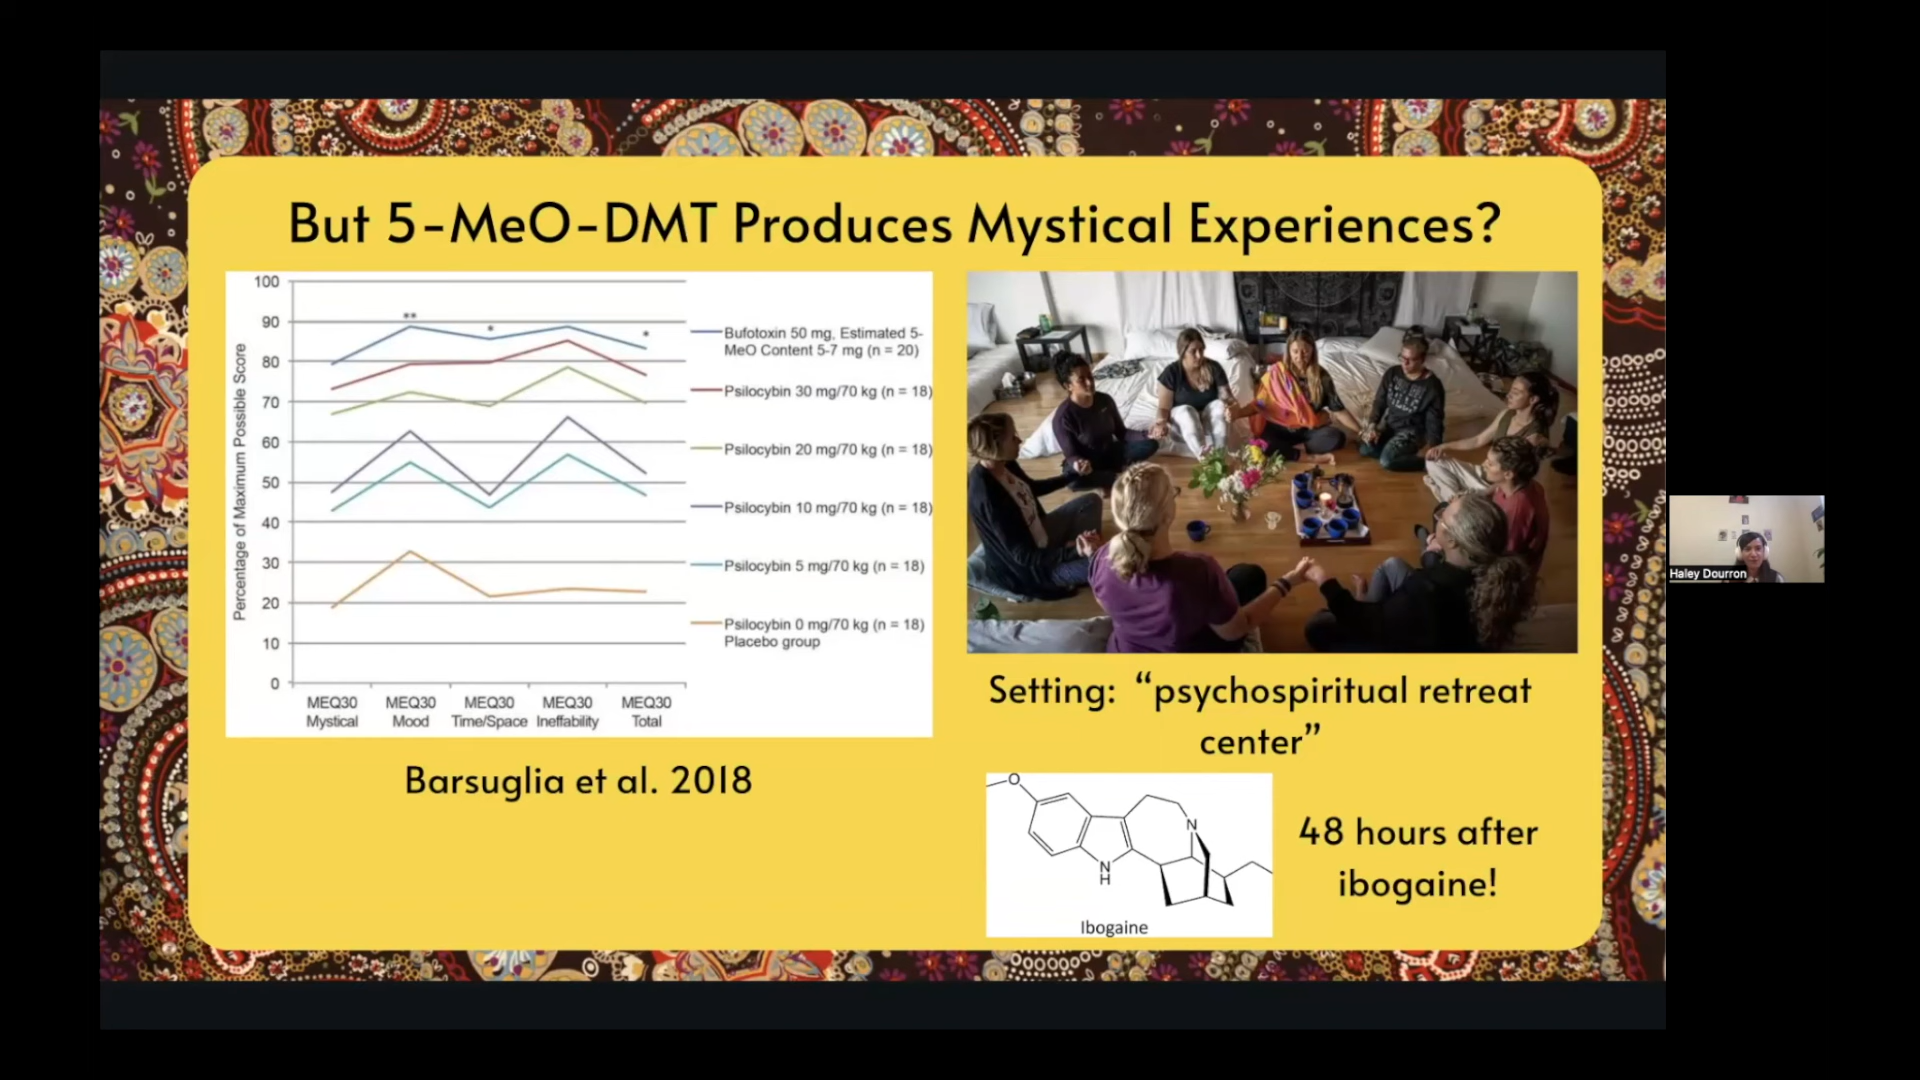 But 5-MeO-DMT Produces Mystical Experiences?
Percentage of Maximum Possible Score
100
90
80
70
60
50
40
30
20
10
0
**
*
*
MEQ30
Mystical
MEQ30
Mood
MEQ30
Time/Space
MEQ30
Ineffability
MEQ30
Total
Bufotoxin 50 mg, Estimated 5-
MeO Content 5-7 mg (n = 20)
Psilocybin 30 mg/70 kg (n = 18)
Psilocybin 20 mg/70 kg (n = 18)
Psilocybin 10 mg/70 kg (n = 18)
Psilocybin 5 mg/70 kg (n = 18)
Psilocybin 0 mg/70 kg (n = 18)
Placebo group
Barsuglia et al. 2018
Setting: “psychospiritual retreat
center”
O
N
N
H
Ibogaine
48 hours after
ibogaine!
Haley Dourron